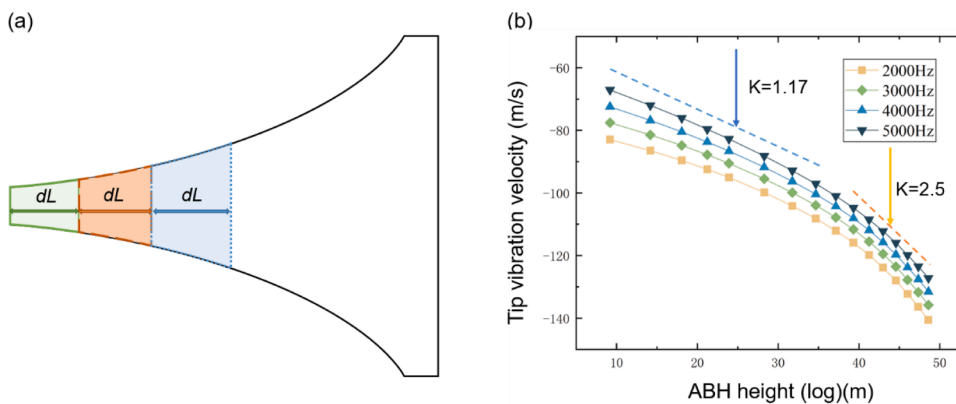 (a)
dL
dL
dL
(b)
Tip vibration velocity (m/s)
-60
-80
-100
-120
-140
10
20
30
40
50
ABH height (log)(m)
K=1.17
K=2.5
2000Hz
3000Hz
4000Hz
5000Hz